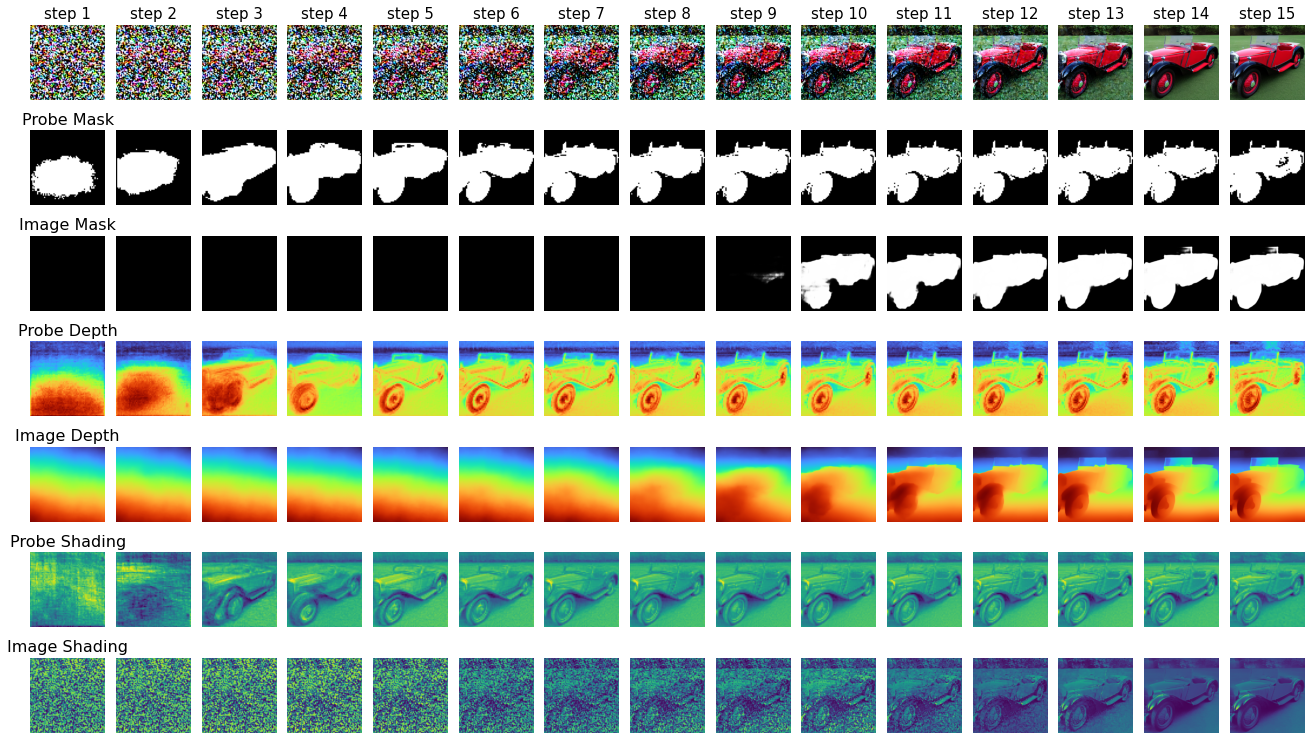 step 1 step 2 step 3 step 4 step 5 step 6 step 7 step 8 step 9 step 10 step 11 step 12 step 13 step 14 step 15
Probe Mask
Image Mask
Probe Depth
Image Depth
Probe Shading
Image Shading